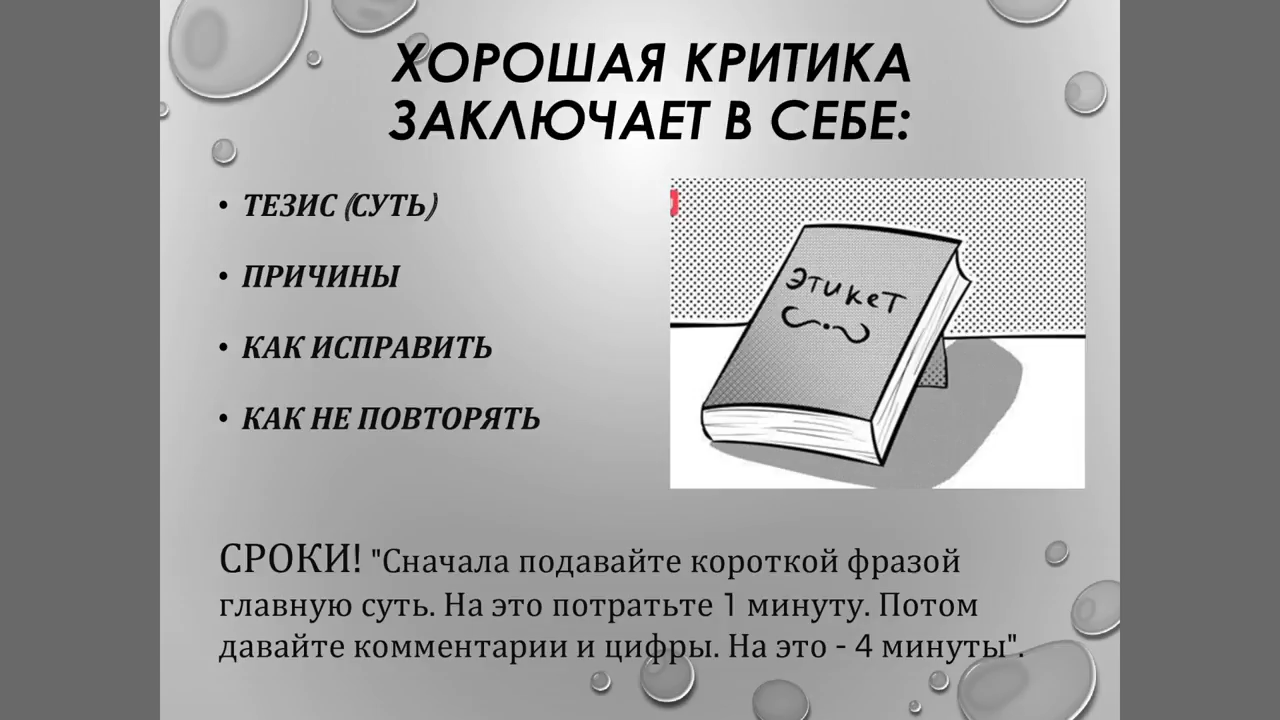 ХОРОШАЯ КРИТИКА
ЗАКЛЮЧАЕТ В СЕБЕ:
• ТЕЗИС (СУТЬ)
• ПРИЧИНЫ
• КАК ИСПРАВИТЬ
• КАК НЕ ПОВТОРЯТЬ
этикет
СРОКИ! "Сначала подавайте короткой фразой
главную суть. На это потратьте 1 минуту. Потом
давайте комментарии и цифры. На это - 4 минуты".